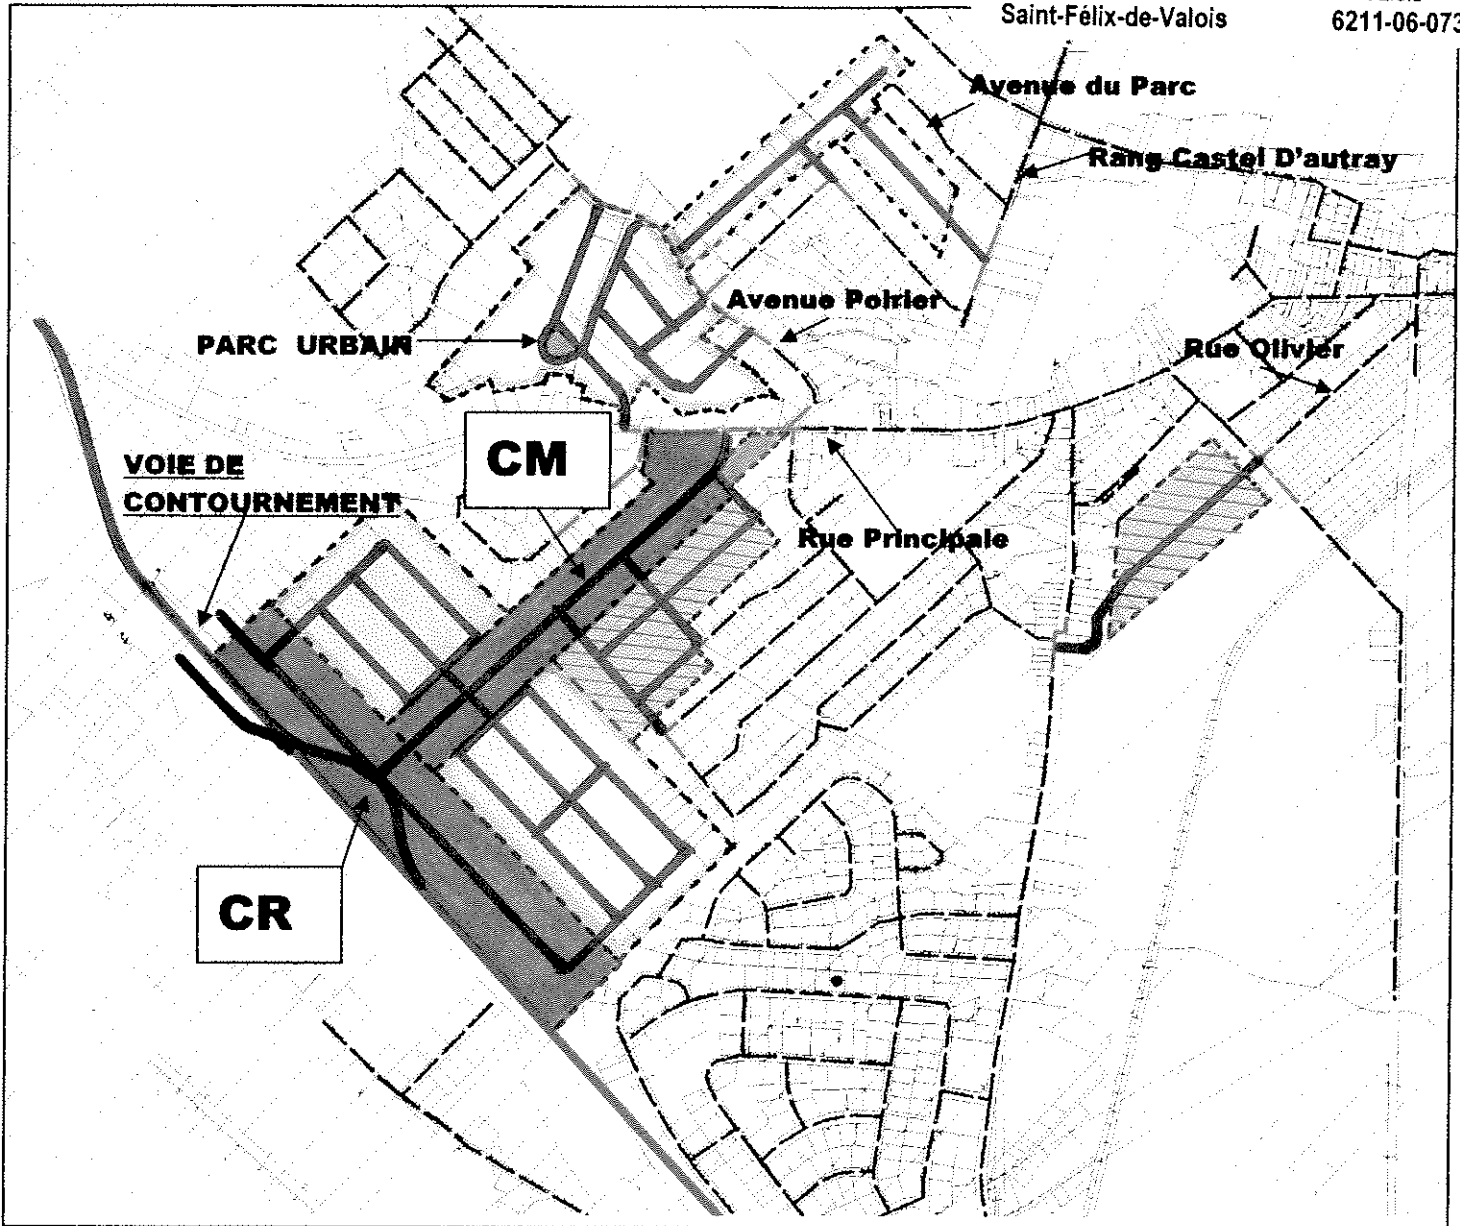 Saint-Félix-de-Valois
6211-06-073
Avenue du Parc
Rang Castel D'autray
Avenue Poirier
PARC URBAIN
Rue Olivier
CM
VOIE DE
CONTOURNEMENT
Rue Principale
CR